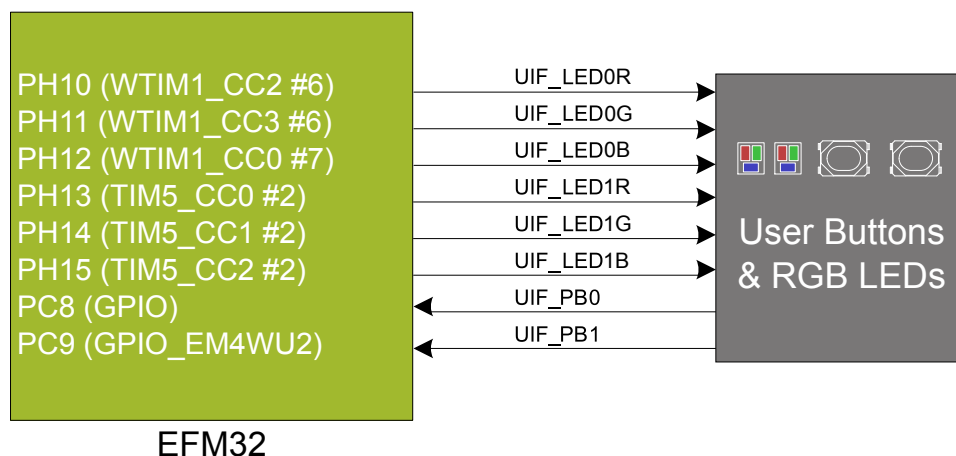 PH10 (WTIM1_CC2 #6)
PH11 (WTIM1_CC3 #6)
PH12 (WTIM1_CC0 #7)
PH13 (TIM5_CC0 #2)
PH14 (TIM5_CC1 #2)
PH15 (TIM5_CC2 #2)
PC8 (GPIO)
PC9 (GPIO_EM4WU2)
EFM32
UIF_LED0R
UIF_LED0G
UIF_LED0B
UIF_LED1R
UIF_LED1G
UIF_LED1B
UIF_PB0
UIF_PB1
User Buttons
& RGB LEDs